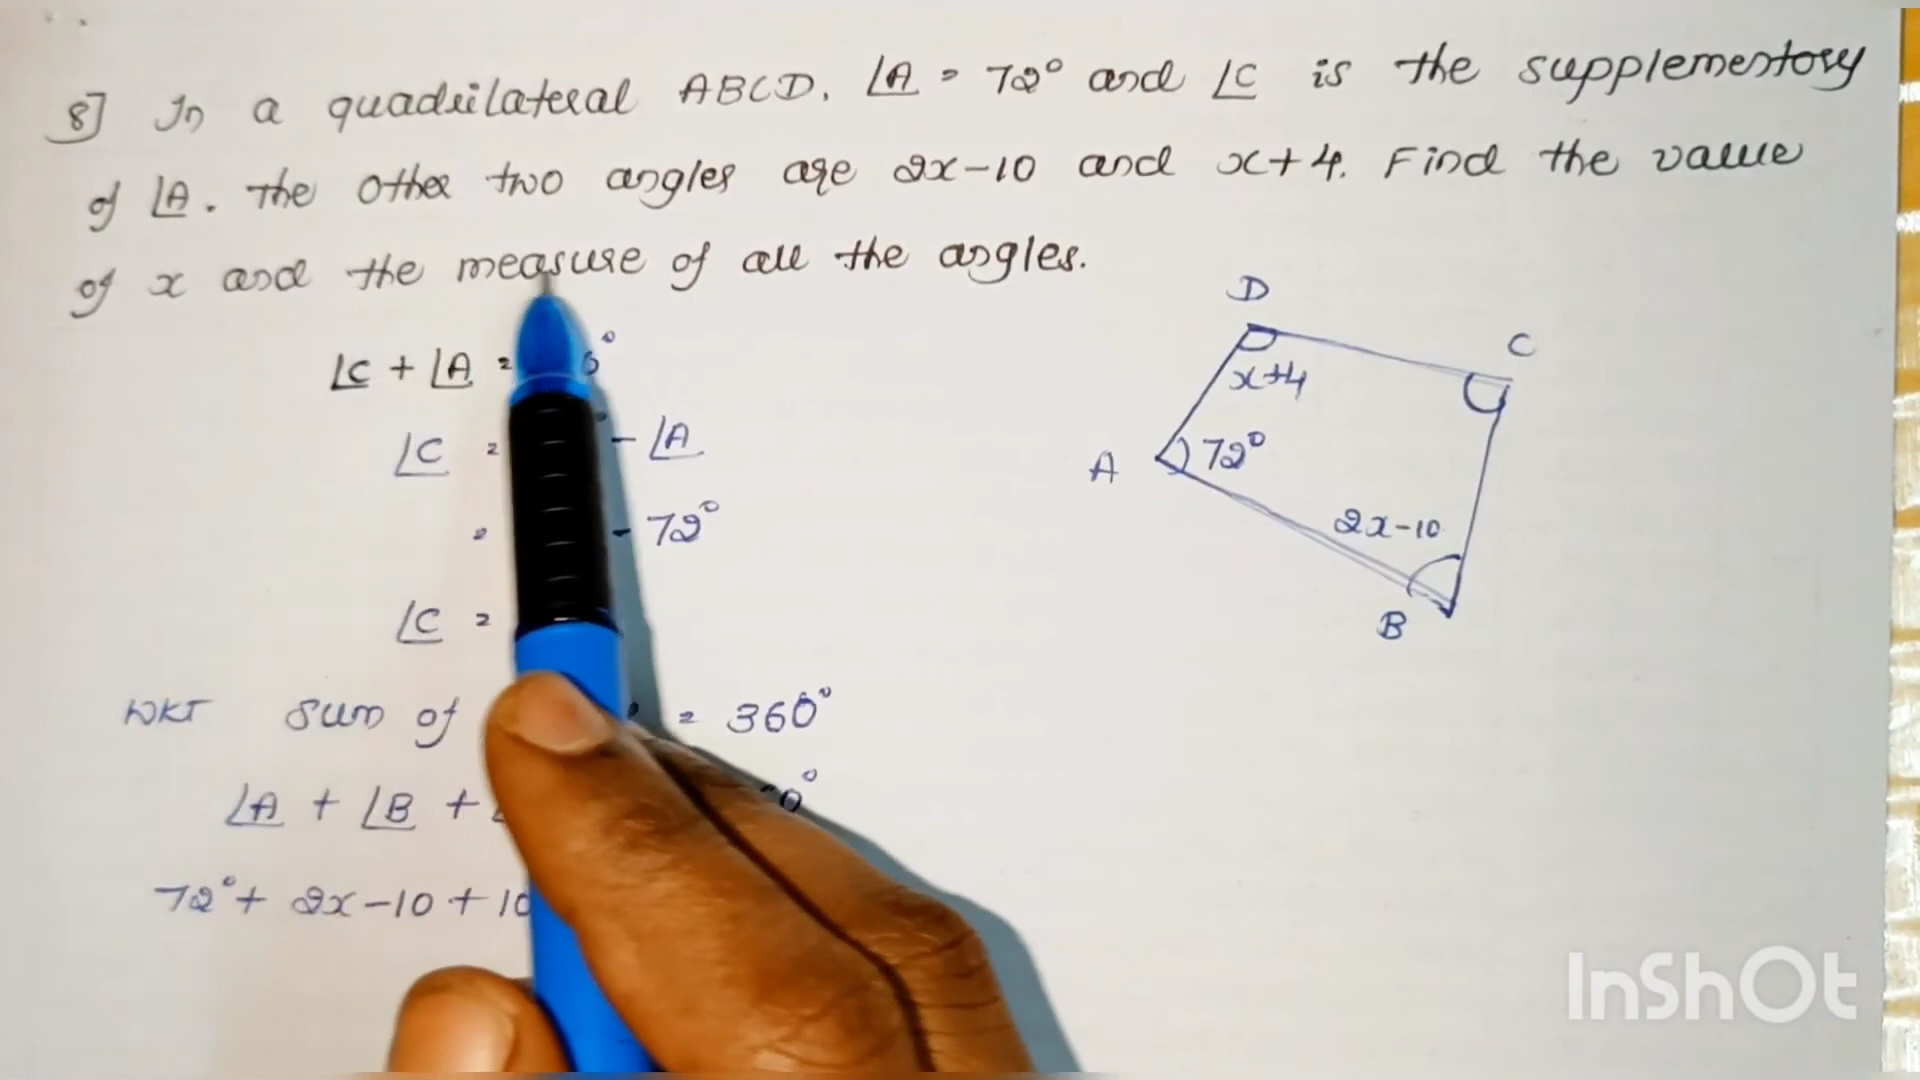 8] In a quadrilateral ABCD, ∠A = 72° and ∠C is the supplementory
of ∠A. The other two angles are 2x-10 and x+4. Find the value
of x and the measure of all the angles.
∠C + ∠A =
∠C = - ∠A
= - 72°
∠C =
WKT Sum of = 360°
∠A + ∠B +
72° + 2x-10 + 10
D
C
x+4
A
72°
2x-10
B
InShOt